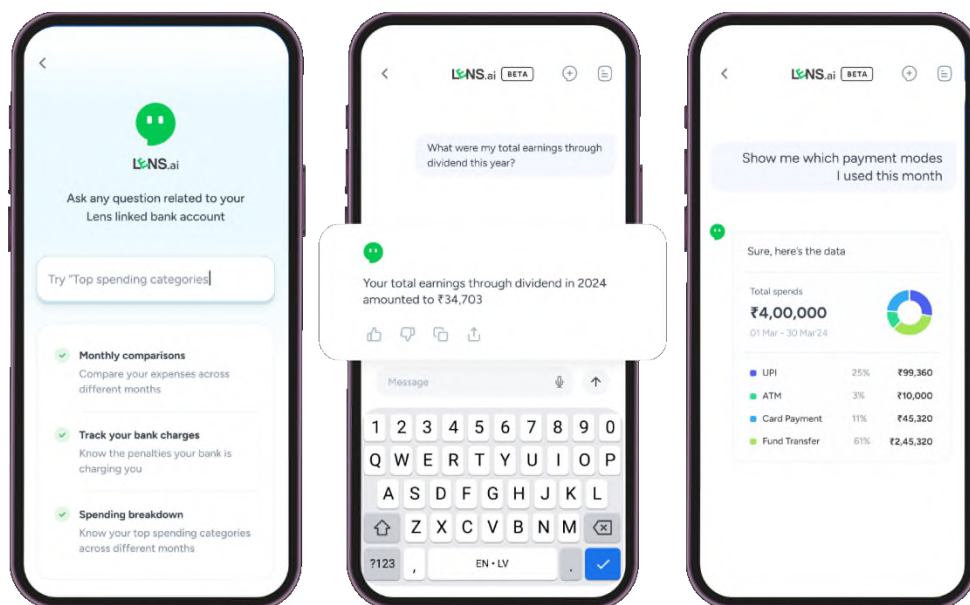 LENS.ai
Ask any question related to your
Lens linked bank account
Try "Top spending categories
Monthly comparisons
Compare your expenses across
different months
Track your bank charges
Know the penalties your bank is
charging you
Spending breakdown
Know your top spending categories
across different months
LENS.ai BETA
What were my total earnings through
dividend this year?
Your total earnings through dividend in 2024
amounted to ₹34,703
Message
1 2 3 4 5 6 7 8 9 0
Q W E R T Y U I O P
A S D F G H J K L
Z X C V B N M
?123 , EN • LV .
LENS.ai BETA
Show me which payment modes
I used this month
Sure, here's the data
Total spends
₹4,00,000
01 Mar - 30 Mar'24
UPI 25% ₹99,360
ATM 3% ₹10,000
Card Payment 11% ₹45,320
Fund Transfer 61% ₹2,45,320